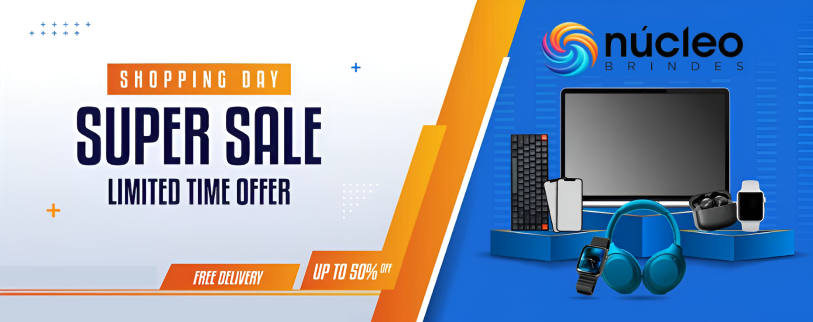 SHOPPING DAY
SUPER SALE
LIMITED TIME OFFER
FREE DELIVERY
UP TO 50% OFF
núcleo
BRINDES